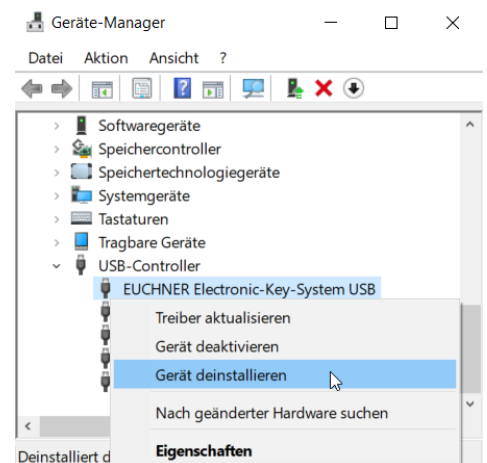 Geräte-Manager
Datei Aktion Ansicht ?
Softwaregeräte
Speichercontroller
Speichertechnologiegeräte
Systemgeräte
Tastaturen
Tragbare Geräte
USB-Controller
EUCHNER Electronic-Key-System USB
Treiber aktualisieren
Gerät deaktivieren
Gerät deinstallieren
Nach geänderter Hardware suchen
Eigenschaften
Deinstalliert d